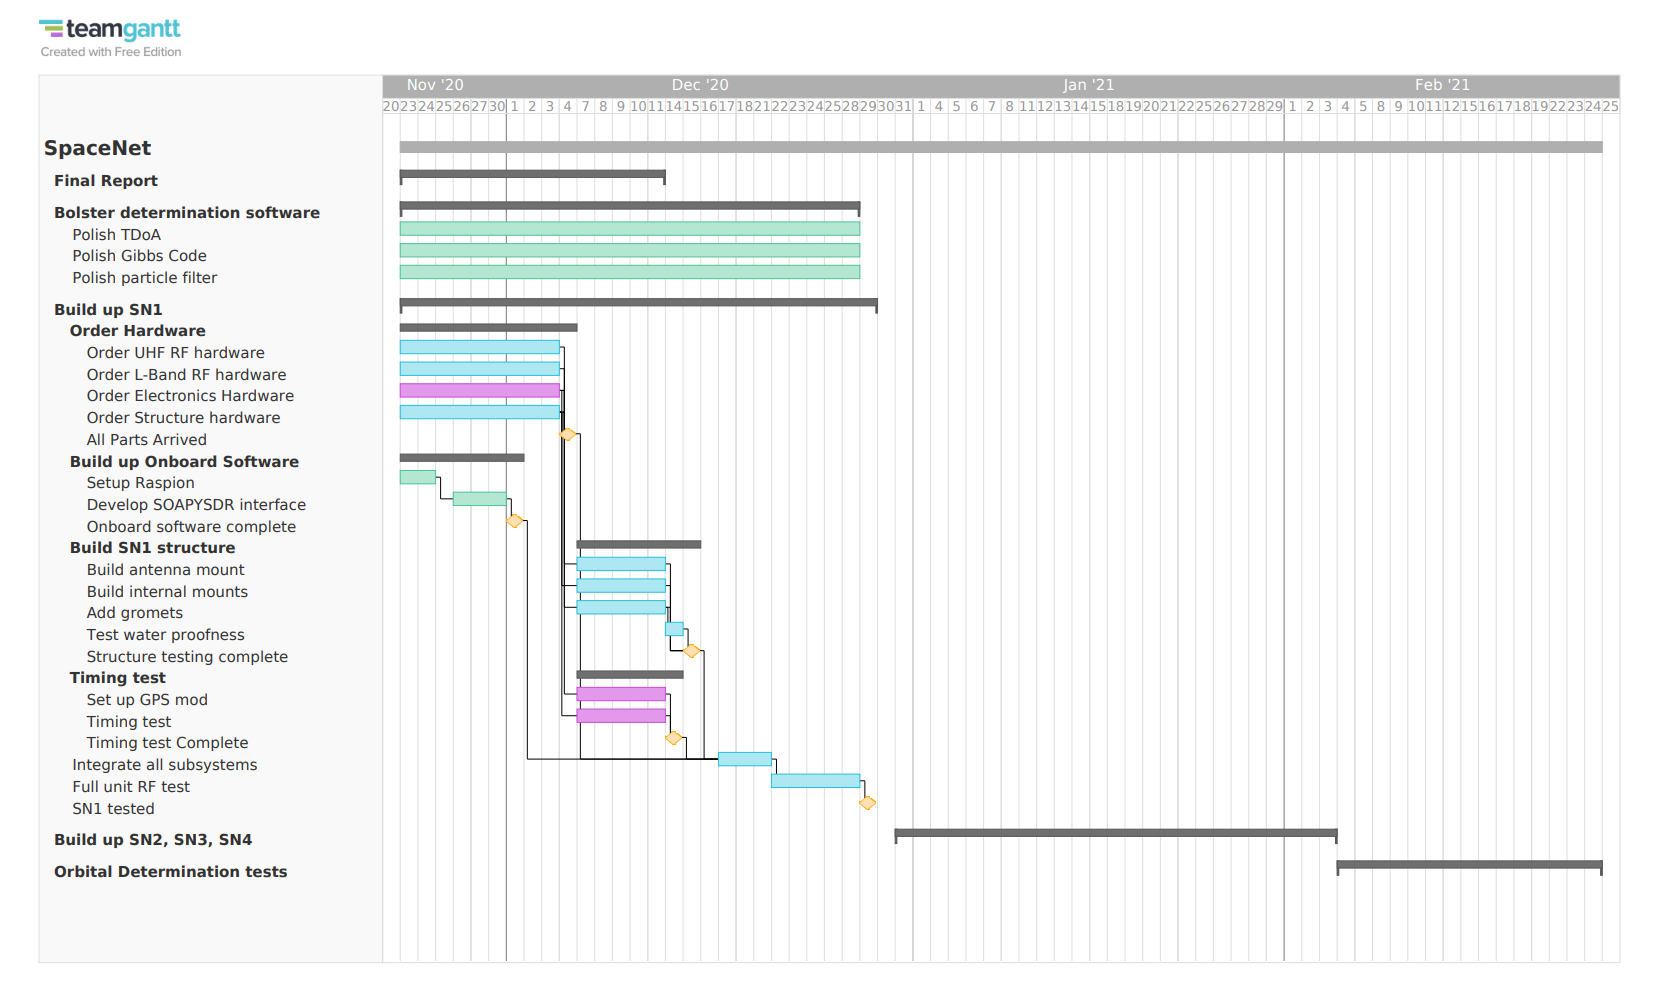 teamgantt
Created with Free Edition
Nov '20 Dec '20 Jan '21 Feb '21
20 23 24 25 26 27 30 1 2 3 4 7 8 9 10 11 14 15 16 17 18 21 22 23 24 25 28 29 30 31 1 4 5 6 7 8 11 12 13 14 15 18 19 20 21 22 25 26 27 28 29 1 2 3 4 5 8 9 10 11 12 15 16 17 18 19 22 23 24 25
SpaceNet
Final Report
Bolster determination software
Polish TDoA
Polish Gibbs Code
Polish particle filter
Build up SN1
Order Hardware
Order UHF RF hardware
Order L-Band RF hardware
Order Electronics Hardware
Order Structure hardware
All Parts Arrived
Build up Onboard Software
Setup Raspion
Develop SOAPYSDR interface
Onboard software complete
Build SN1 structure
Build antenna mount
Build internal mounts
Add gromets
Test water proofness
Structure testing complete
Timing test
Set up GPS mod
Timing test
Timing test Complete
Integrate all subsystems
Full unit RF test
SN1 tested
Build up SN2, SN3, SN4
Orbital Determination tests